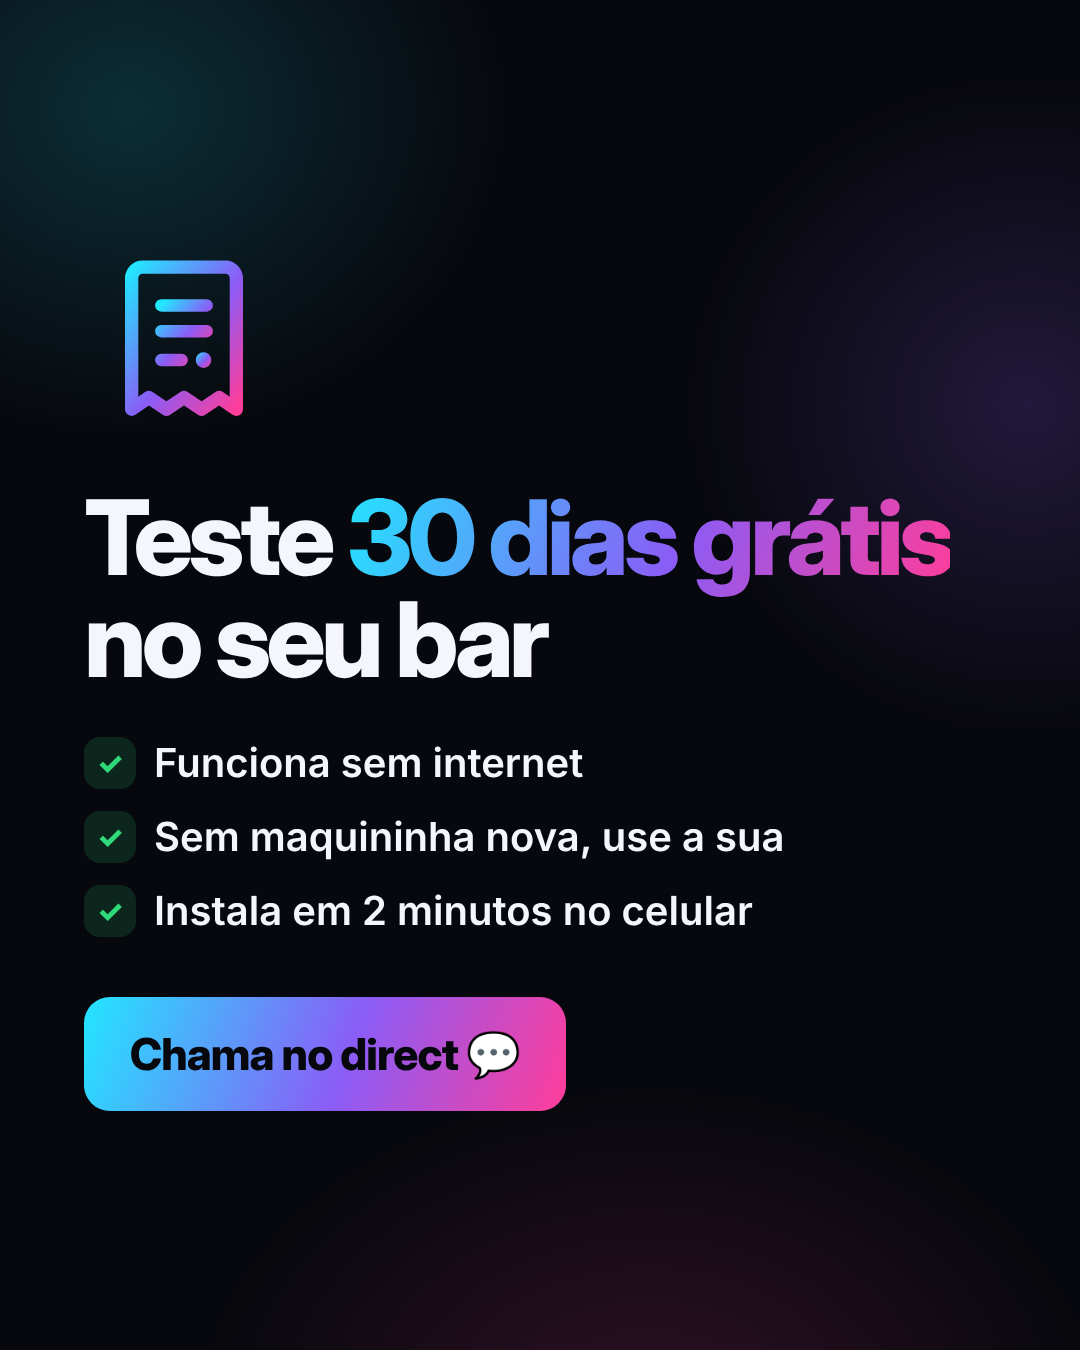 Teste 30 dias grátis
no seu bar
Funciona sem internet
Sem maquininha nova, use a sua
Instala em 2 minutos no celular
Chama no direct 💬